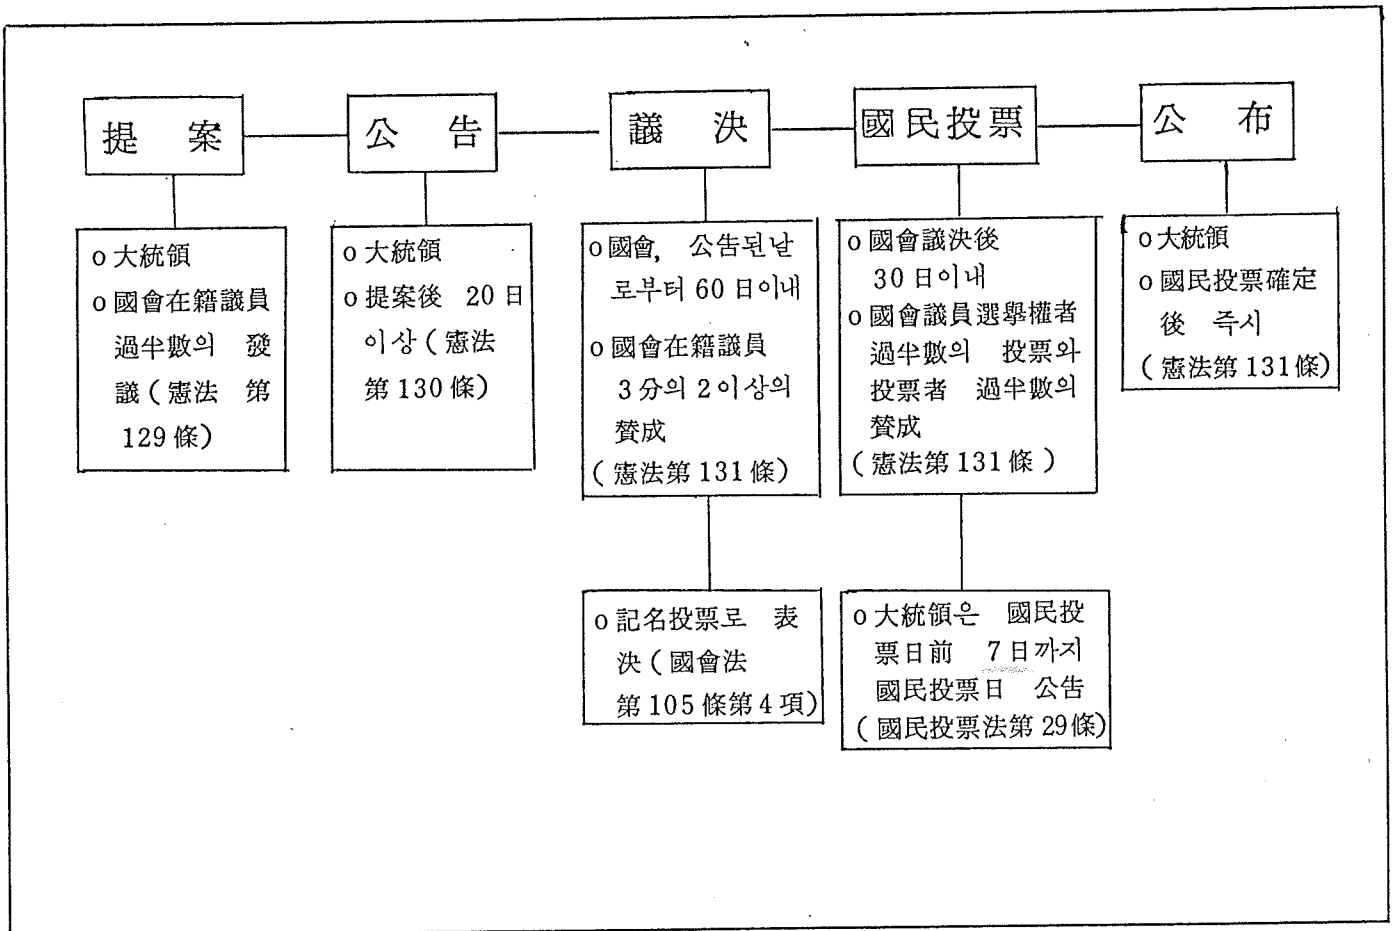 提 案
公 告
議 決
國民投票
公 布
o 大統領
o 國會在籍議員
過半數의 發
議(憲法 第
129條)
o 大統領
o 提案後 20日
이상(憲法
第130條)
o 國會, 公告된날
로부터 60日이내
o 國會在籍議員
3分의 2이상의
贊成
(憲法第131條)
o 記名投票로 表
決(國會法
第105條第4項)
o 國會議決後
30日이내
o 國會議員選擧權者
過半數의 投票와
投票者 過半數의
贊成
(憲法第131條)
o 大統領은 國民投
票日前 7日까지
國民投票日 公告
(國民投票法第29條)
o 大統領
o 國民投票確定
後 즉시
(憲法第131條)